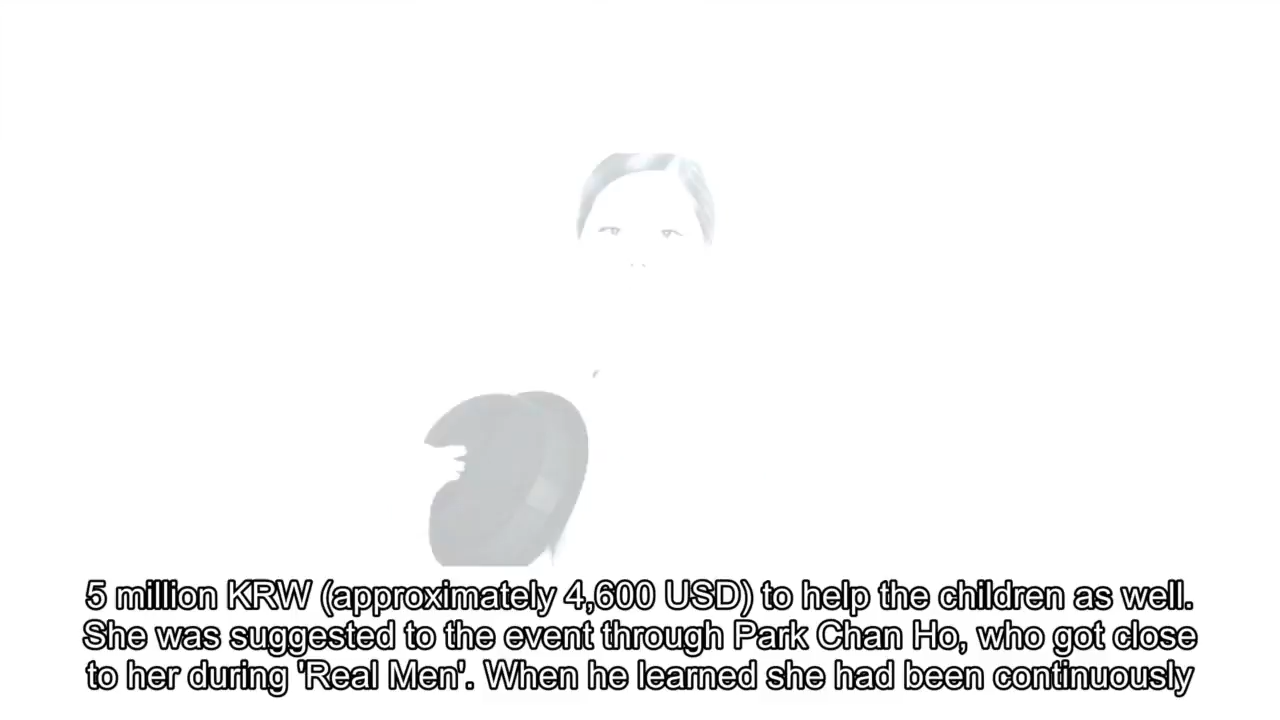 5 million KRW (approximately 4,600 USD) to help the children as well.
She was suggested to the event through Park Chan Ho, who got close
to her during 'Real Men'. When he learned she had been continuously